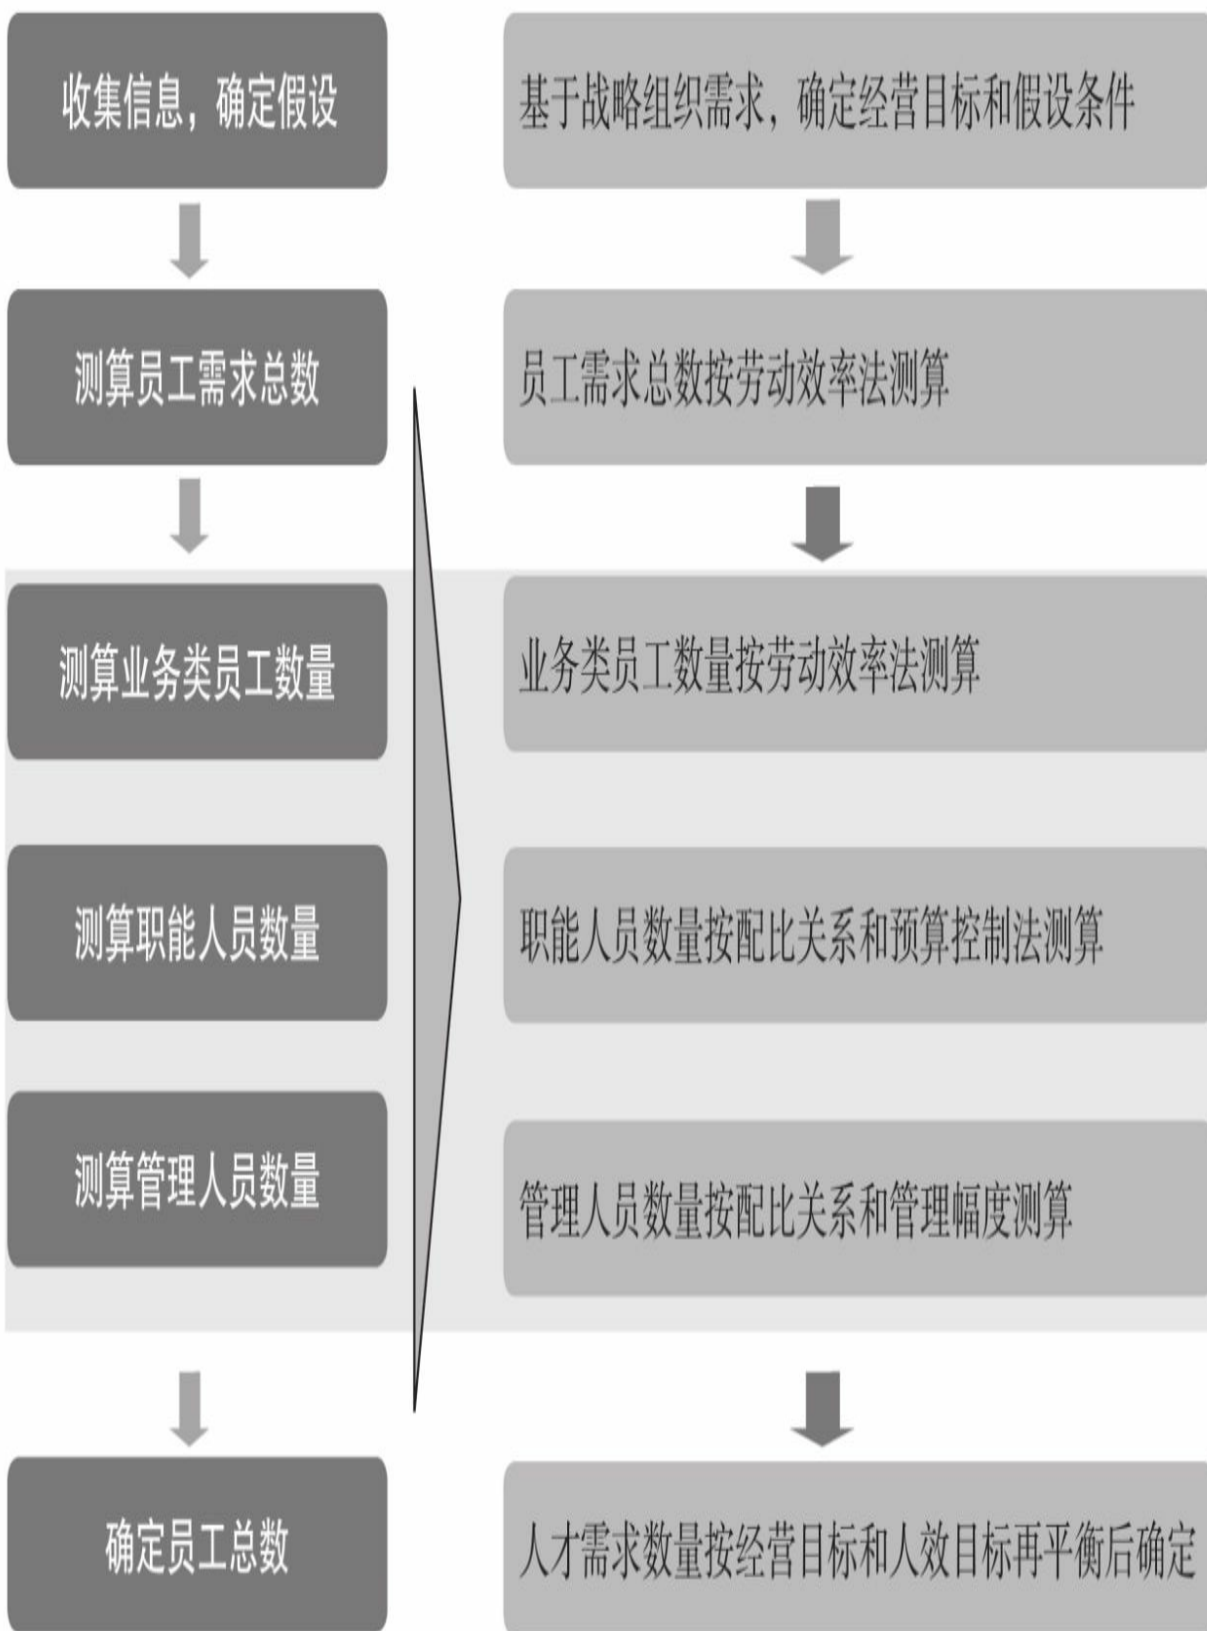 收集信息，确定假设
基于战略组织需求，确定经营目标和假设条件
测算员工需求总数
员工需求总数按劳动效率法测算
测算业务类员工数量
业务类员工数量按劳动效率法测算
测算职能人员数量
职能人员数量按配比关系和预算控制法测算
测算管理人员数量
管理人员数量按配比关系和管理幅度测算
确定员工总数
人才需求数量按经营目标和人效目标再平衡后确定